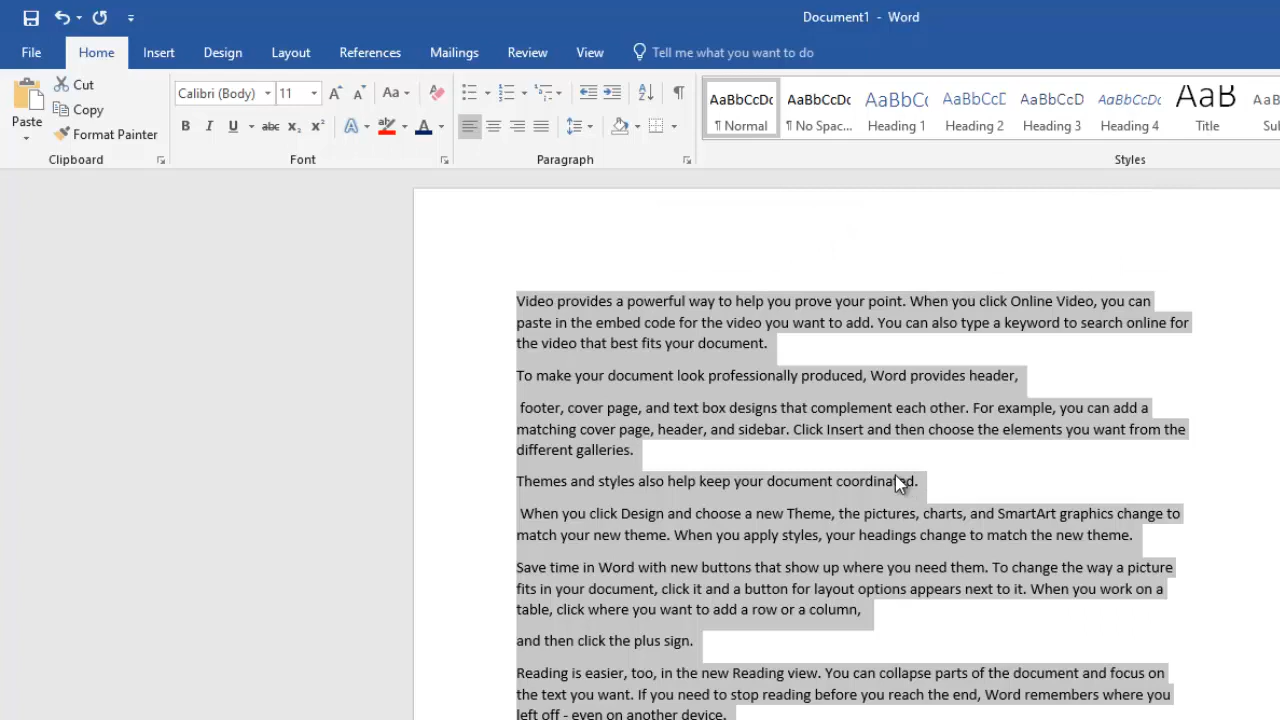 Document1 - Word
File Home Insert Design Layout References Mailings Review View Tell me what you want to do
Paste
Cut
Copy
Format Painter
Clipboard
Calibri (Body) 11
Aa
B I U abc X₂ X²
A ab A
Font
Paragraph
AaBbCcDc AaBbCcDc AaBbC AaBbCcD AaBbCcD AaBbCcDc AaB AaBb
¶ Normal ¶ No Spac... Heading 1 Heading 2 Heading 3 Heading 4 Title Su
Styles
Video provides a powerful way to help you prove your point. When you click Online Video, you can
paste in the embed code for the video you want to add. You can also type a keyword to search online for
the video that best fits your document.
To make your document look professionally produced, Word provides header,
footer, cover page, and text box designs that complement each other. For example, you can add a
matching cover page, header, and sidebar. Click Insert and then choose the elements you want from the
different galleries.
Themes and styles also help keep your document coordinated.
When you click Design and choose a new Theme, the pictures, charts, and SmartArt graphics change to
match your new theme. When you apply styles, your headings change to match the new theme.
Save time in Word with new buttons that show up where you need them. To change the way a picture
fits in your document, click it and a button for layout options appears next to it. When you work on a
table, click where you want to add a row or a column,
and then click the plus sign.
Reading is easier, too, in the new Reading view. You can collapse parts of the document and focus on
the text you want. If you need to stop reading before you reach the end, Word remembers where you
left off - even on another device.